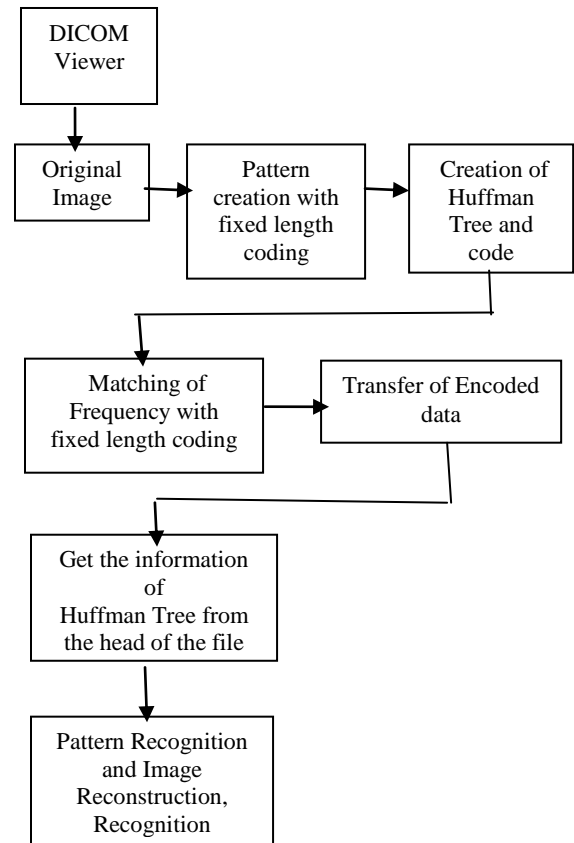 DICOM
Viewer
Original
Image
Pattern
creation with
fixed length
coding
Creation of
Huffman
Tree and
code
Matching of
Frequency with
fixed length coding
Transfer of Encoded
data
Get the information
of
Huffman Tree from
the head of the file
Pattern Recognition
and Image
Reconstruction,
Recognition